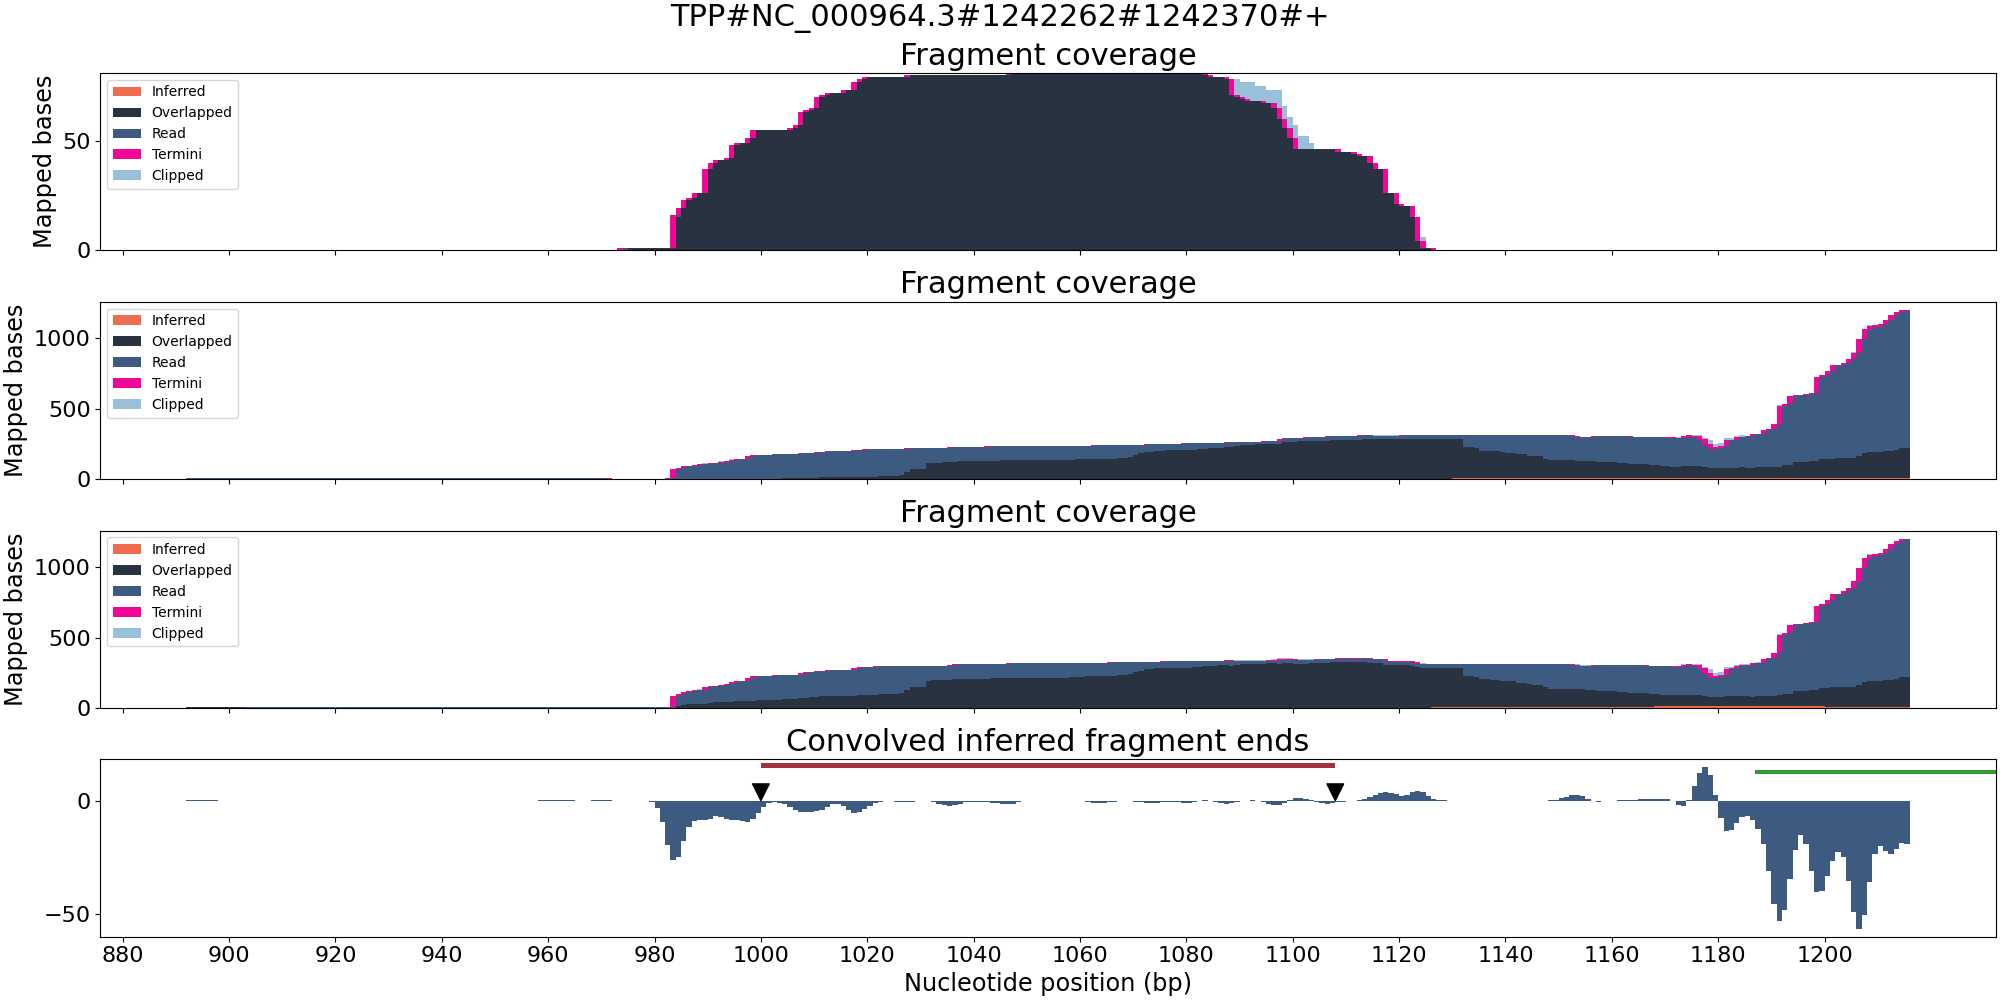 TPP#NC_000964.3#1242262#1242370#+
Fragment coverage
Mapped bases
50
0
Inferred
Overlapped
Read
Termini
Clipped
Fragment coverage
Mapped bases
1000
500
0
Inferred
Overlapped
Read
Termini
Clipped
Fragment coverage
Mapped bases
1000
500
0
Inferred
Overlapped
Read
Termini
Clipped
Convolved inferred fragment ends
0
−50
880 900 920 940 960 980 1000 1020 1040 1060 1080 1100 1120 1140 1160 1180 1200
Nucleotide position (bp)